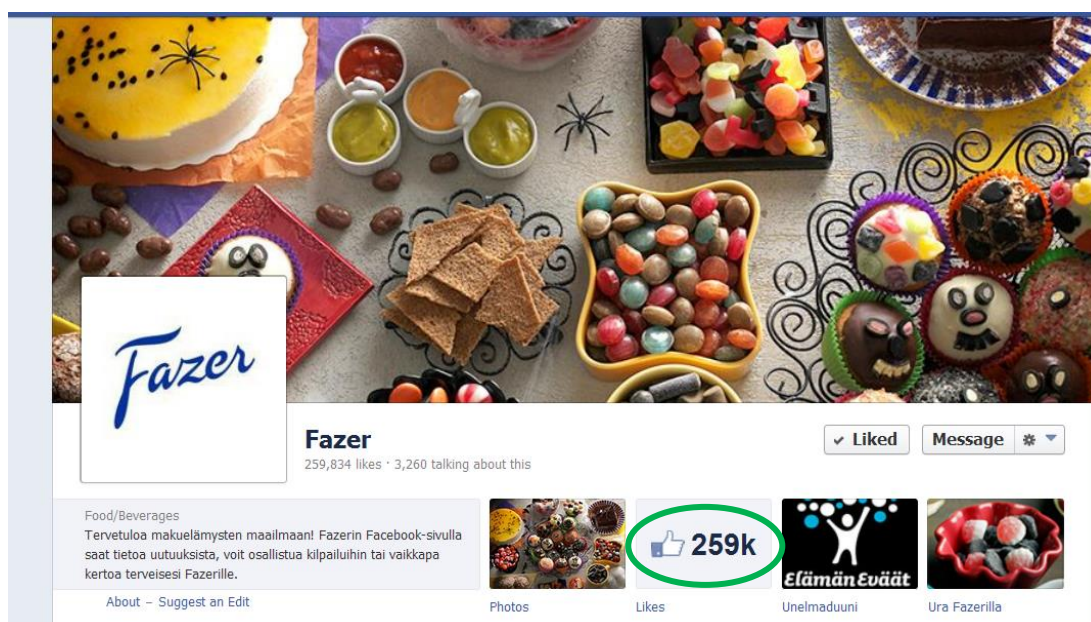 Fazer
Fazer
259,834 likes · 3,260 talking about this
✓ Liked
Message
Food/Beverages
Tervetuloa makuelämysten maailmaan! Fazerin Facebook-sivulla
saat tietoa uutuuksista, voit osallistua kilpailuihin tai vaikkapa
kertoa terveisesi Fazerille.
About – Suggest an Edit
259k
Elämän Eväät
Photos
Likes
Unelmaduuni
Ura Fazerilla